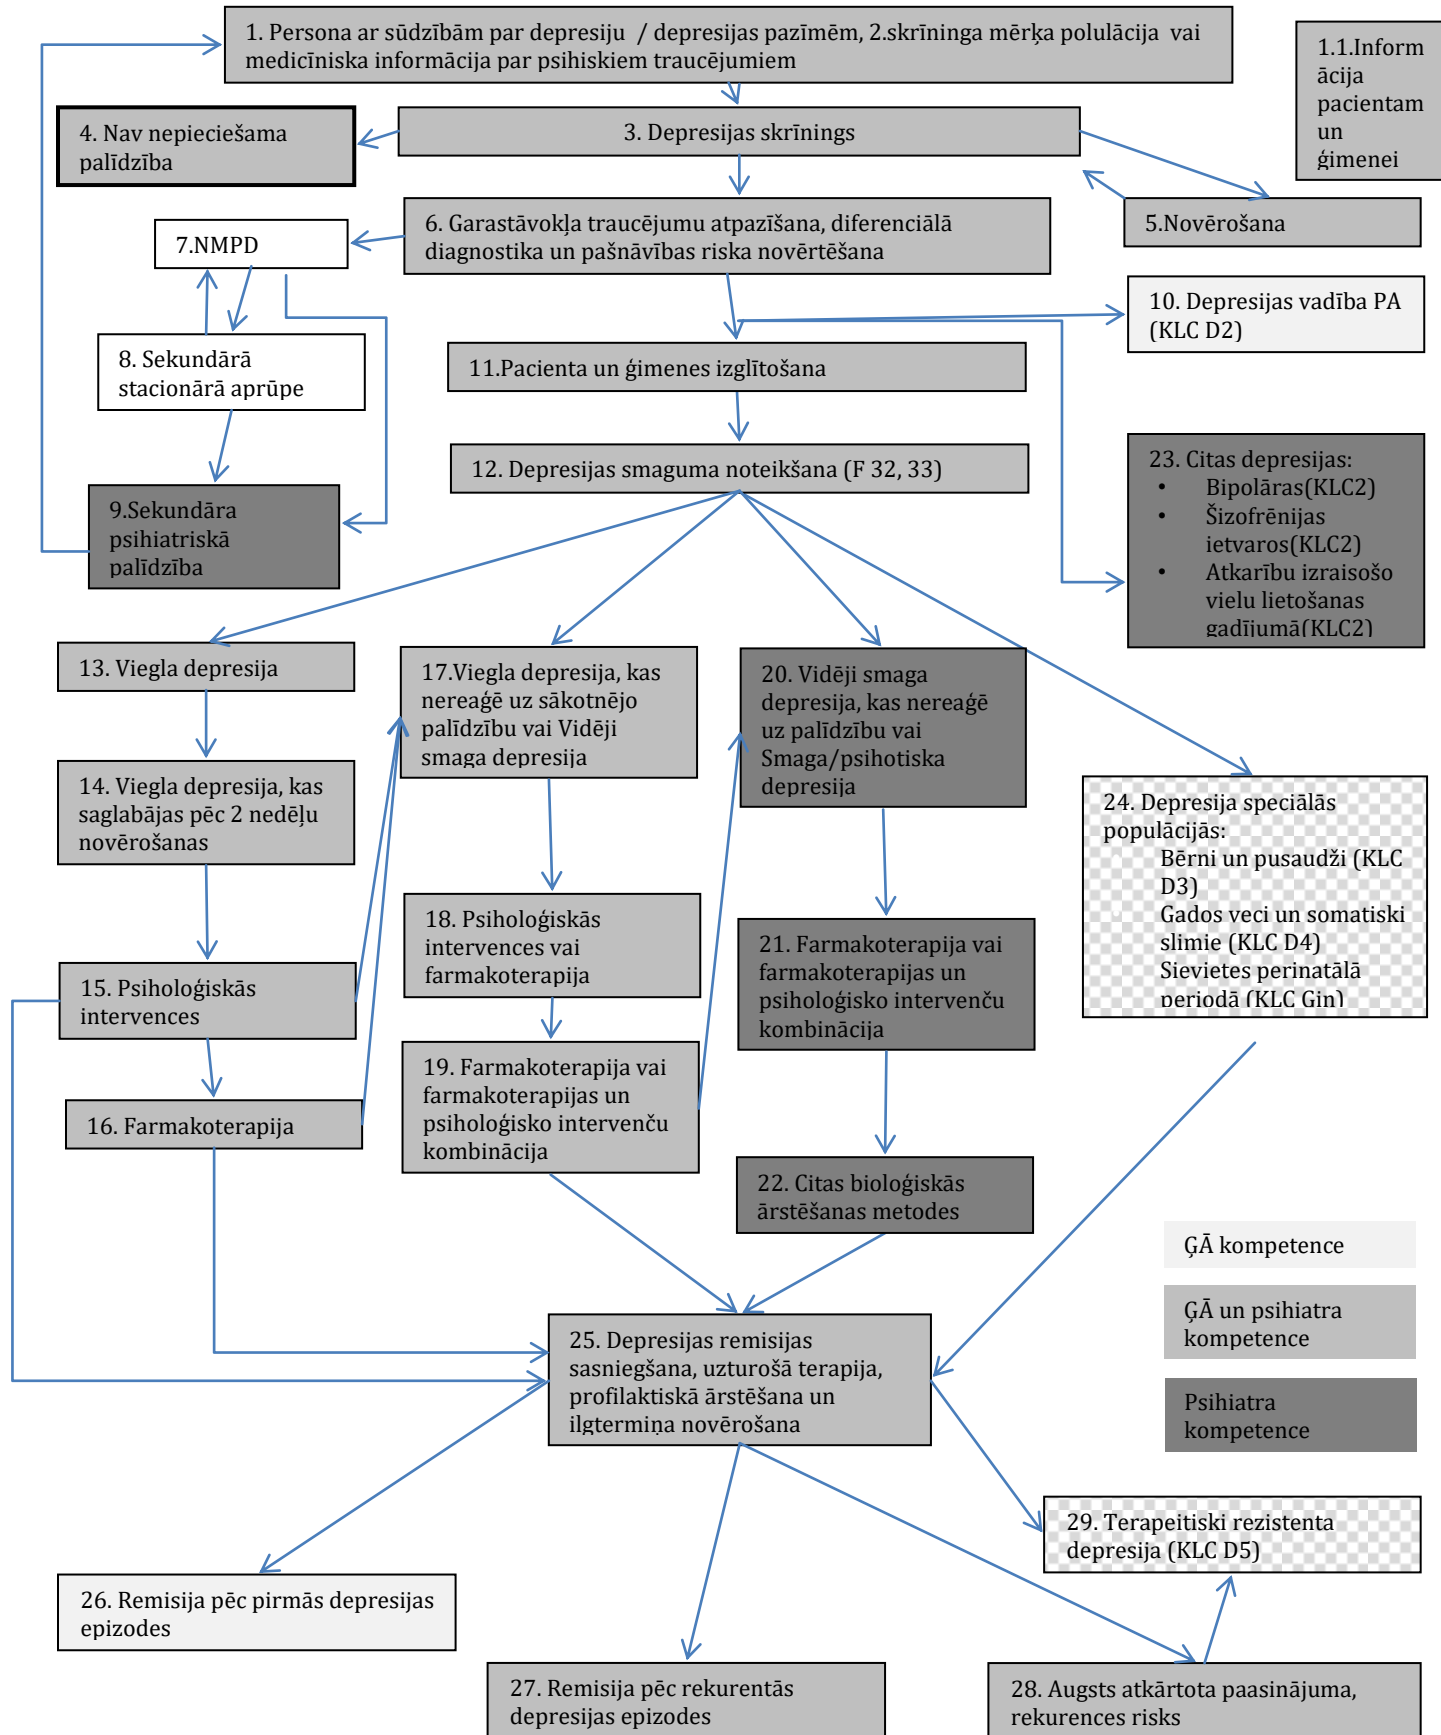 1. Persona ar sūdzībām par depresiju / depresijas pazīmēm, 2.skrīninga mērķa polulācija vai
medicīniska informācija par psihiskiem traucējumiem
1.1.Inform
ācija
pacientam
un
ģimenei
4. Nav nepieciešama
palīdzība
3. Depresijas skrīnings
5.Novērošana
6. Garastāvokļa traucējumu atpazīšana, diferenciālā
diagnostika un pašnāvības riska novērtēšana
7.NMPD
10. Depresijas vadība PA
(KLC D2)
8. Sekundārā
stacionārā aprūpe
11.Pacienta un ģimenes izglītošana
12. Depresijas smaguma noteikšana (F 32, 33)
9.Sekundāra
psihiatriskā
palīdzība
23. Citas depresijas:
• Bipolāras(KLC2)
• Šizofrēnijas
ietvaros(KLC2)
• Atkarību izraisošo
vielu lietošanas
gadījumā(KLC2)
13. Viegla depresija
17.Viegla depresija, kas
nereaģē uz sākotnējo
palīdzību vai Vidēji
smaga depresija
20. Vidēji smaga
depresija, kas nereaģē
uz palīdzību vai
Smaga/psihotiska
depresija
14. Viegla depresija, kas
saglabājas pēc 2 nedēļu
novērošanas
24. Depresija speciālās
populācijās:
Bērni un pusaudži (KLC
D3)
Gados veci un somatiski
slimie (KLC D4)
Sievietes perinatālā
periodā (KLC Gin)
18. Psiholoģiskās
intervences vai
farmakoterapija
21. Farmakoterapija vai
farmakoterapijas un
psiholoģisko intervenču
kombinācija
15. Psiholoģiskās
intervences
19. Farmakoterapija vai
farmakoterapijas un
psiholoģisko intervenču
kombinācija
16. Farmakoterapija
22. Citas bioloģiskās
ārstēšanas metodes
ĢĀ kompetence
ĢĀ un psihiatra
kompetence
Psihiatra
kompetence
25. Depresijas remisijas
sasniegšana, uzturošā terapija,
profilaktiskā ārstēšana un
ilgtermiņa novērošana
29. Terapeitiski rezistenta
depresija (KLC D5)
26. Remisija pēc pirmās depresijas
epizodes
27. Remisija pēc rekurentās
depresijas epizodes
28. Augsts atkārtota paasinājuma,
rekurences risks